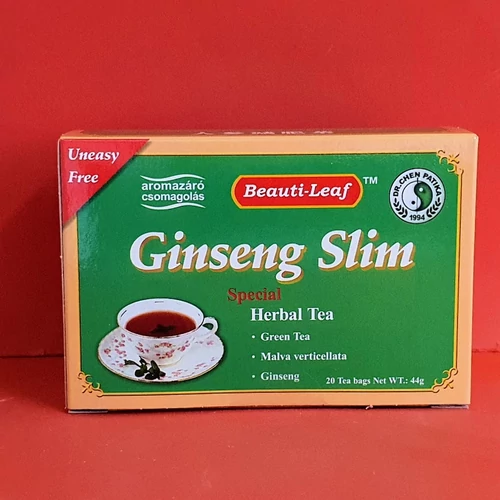 Uneasy
Free
aromazáró
csomagolás
Beauti-Leaf TM
DR. CHEN PATIKA
1994
Ginseng Slim
Special
Herbal Tea
· Green Tea
· Malva verticellata
· Ginseng
20 Tea bags Net WT.: 44g